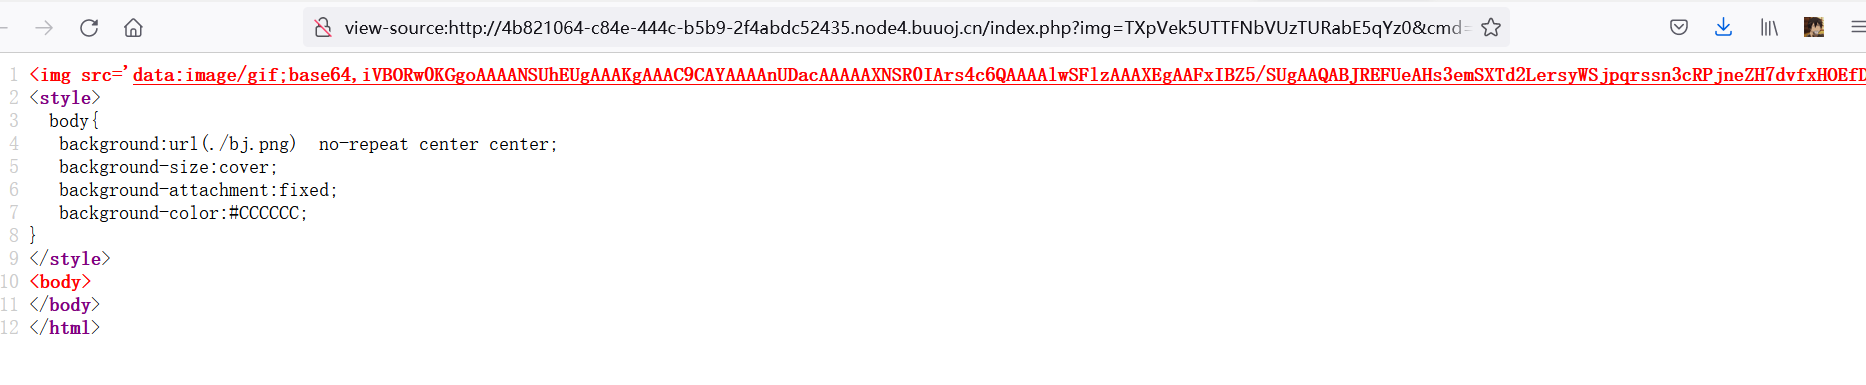 view-source:http://4b821064-c84e-444c-b5b9-2f4abdc52435.node4.buuoj.cn/index.php?img=TXpVek5UTTFNbVUzTURabE5qYz0&cmd=
1 <img src='data:image/gif;base64,iVBORw0KGgoAAAANSUhEUgAAAKgAAAC9CAYAAAAnUDacAAAAAXNSR0IArs4c6QAAAAlwSFlzAAAXEgAAFxIBZ5/SUgAAQABJREFUeAHs3emSXTd2LersyWSjpqrssn3cRPjneZH7dvfxHOEfD
2 <style>
3 body{
4 background:url(./bj.png) no-repeat center center;
5 background-size:cover;
6 background-attachment:fixed;
7 background-color:#CCCCCC;
8 }
9 </style>
10 <body>
11 </body>
12 </html>